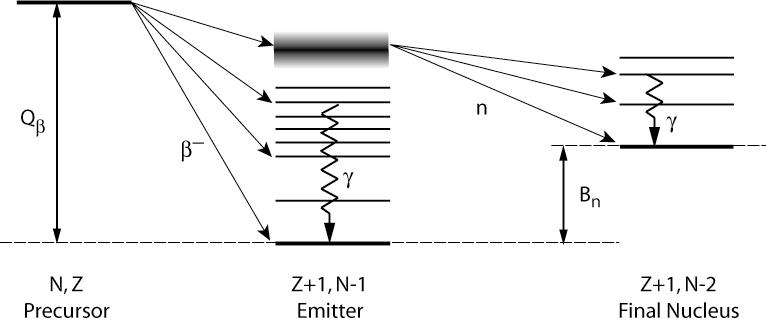 Qβ
β−
γ
n
γ
Bn
N, Z
Precursor
Z+1, N-1
Emitter
Z+1, N-2
Final Nucleus